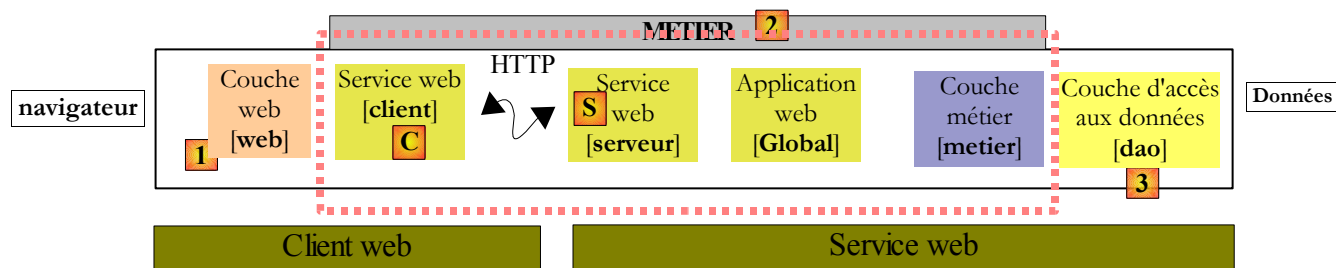 METIER 2
navigateur
1
Couche
web
[web]
Service web
[client]
C
HTTP
S
Service
web
[serveur]
Application
web
[Global]
Couche
métier
[metier]
Couche d'accès
aux données
[dao]
3
Données
Client web
Service web